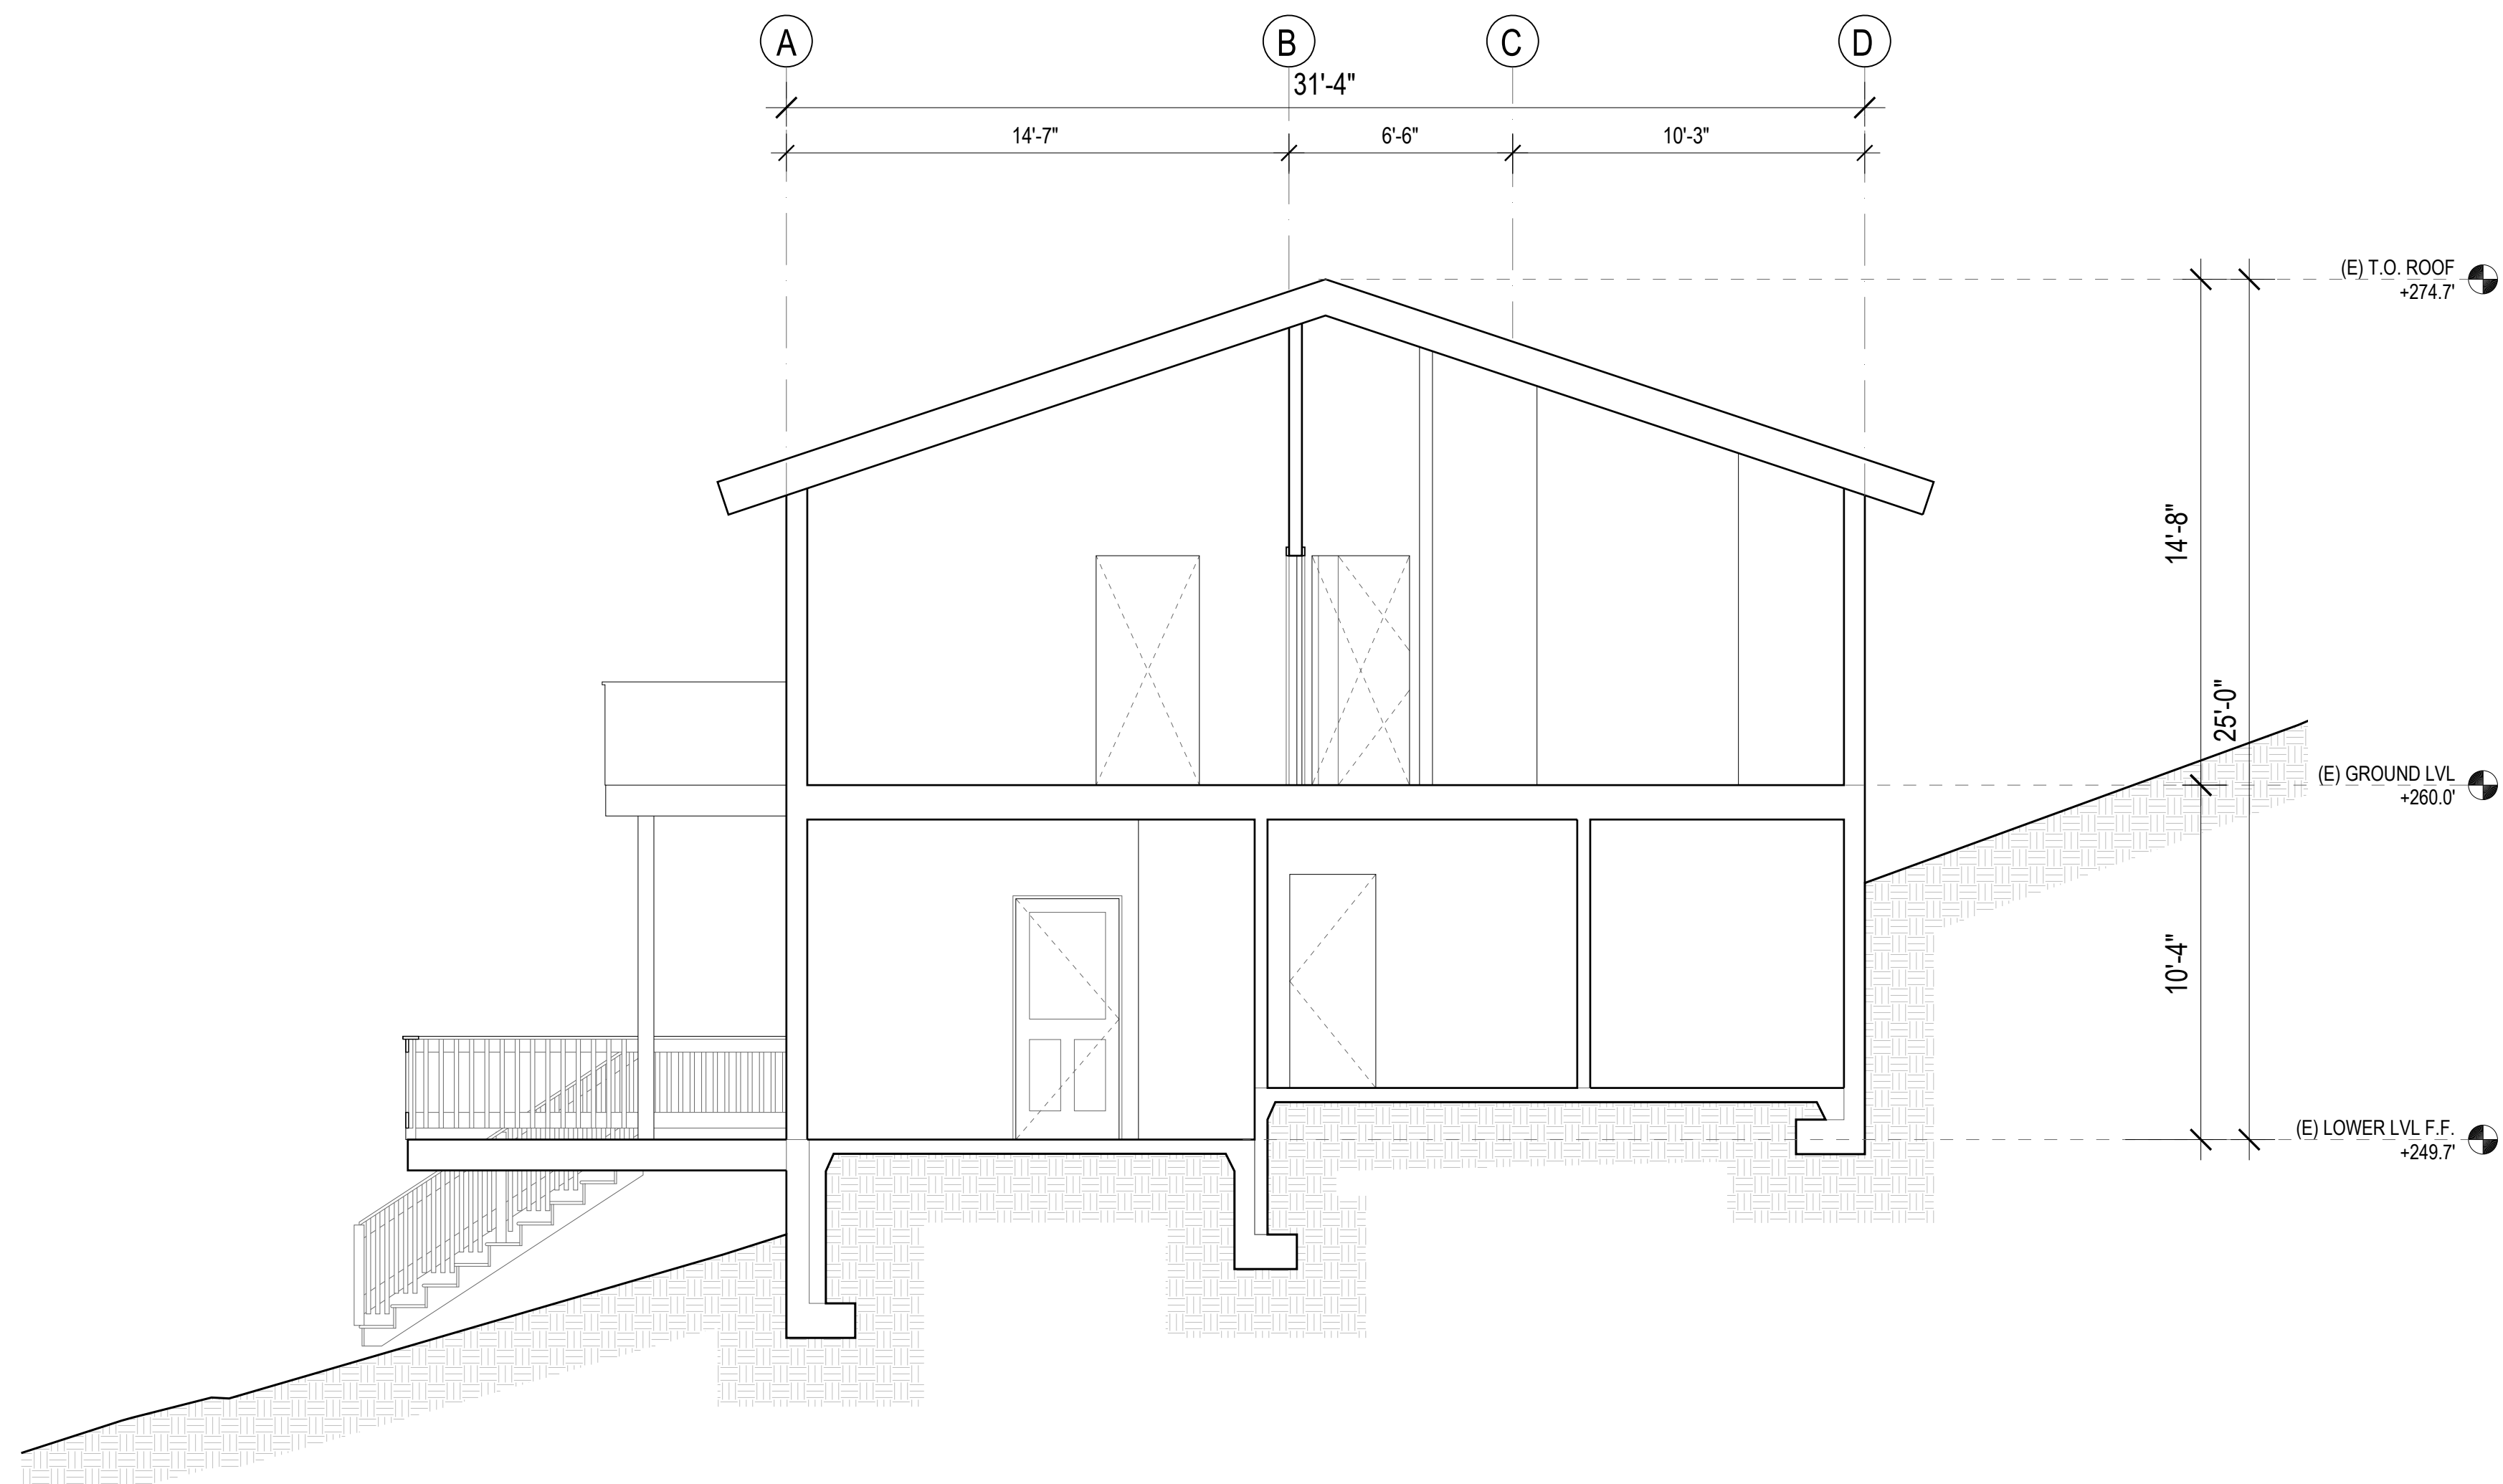 A
B
C
D
31'-4"
14'-7"
6'-6"
10'-3"
(E) T.O. ROOF
+274.7'
14'-8"
25'-0"
(E) GROUND LVL
+260.0'
10'-4"
(E) LOWER LVL F.F.
+249.7'